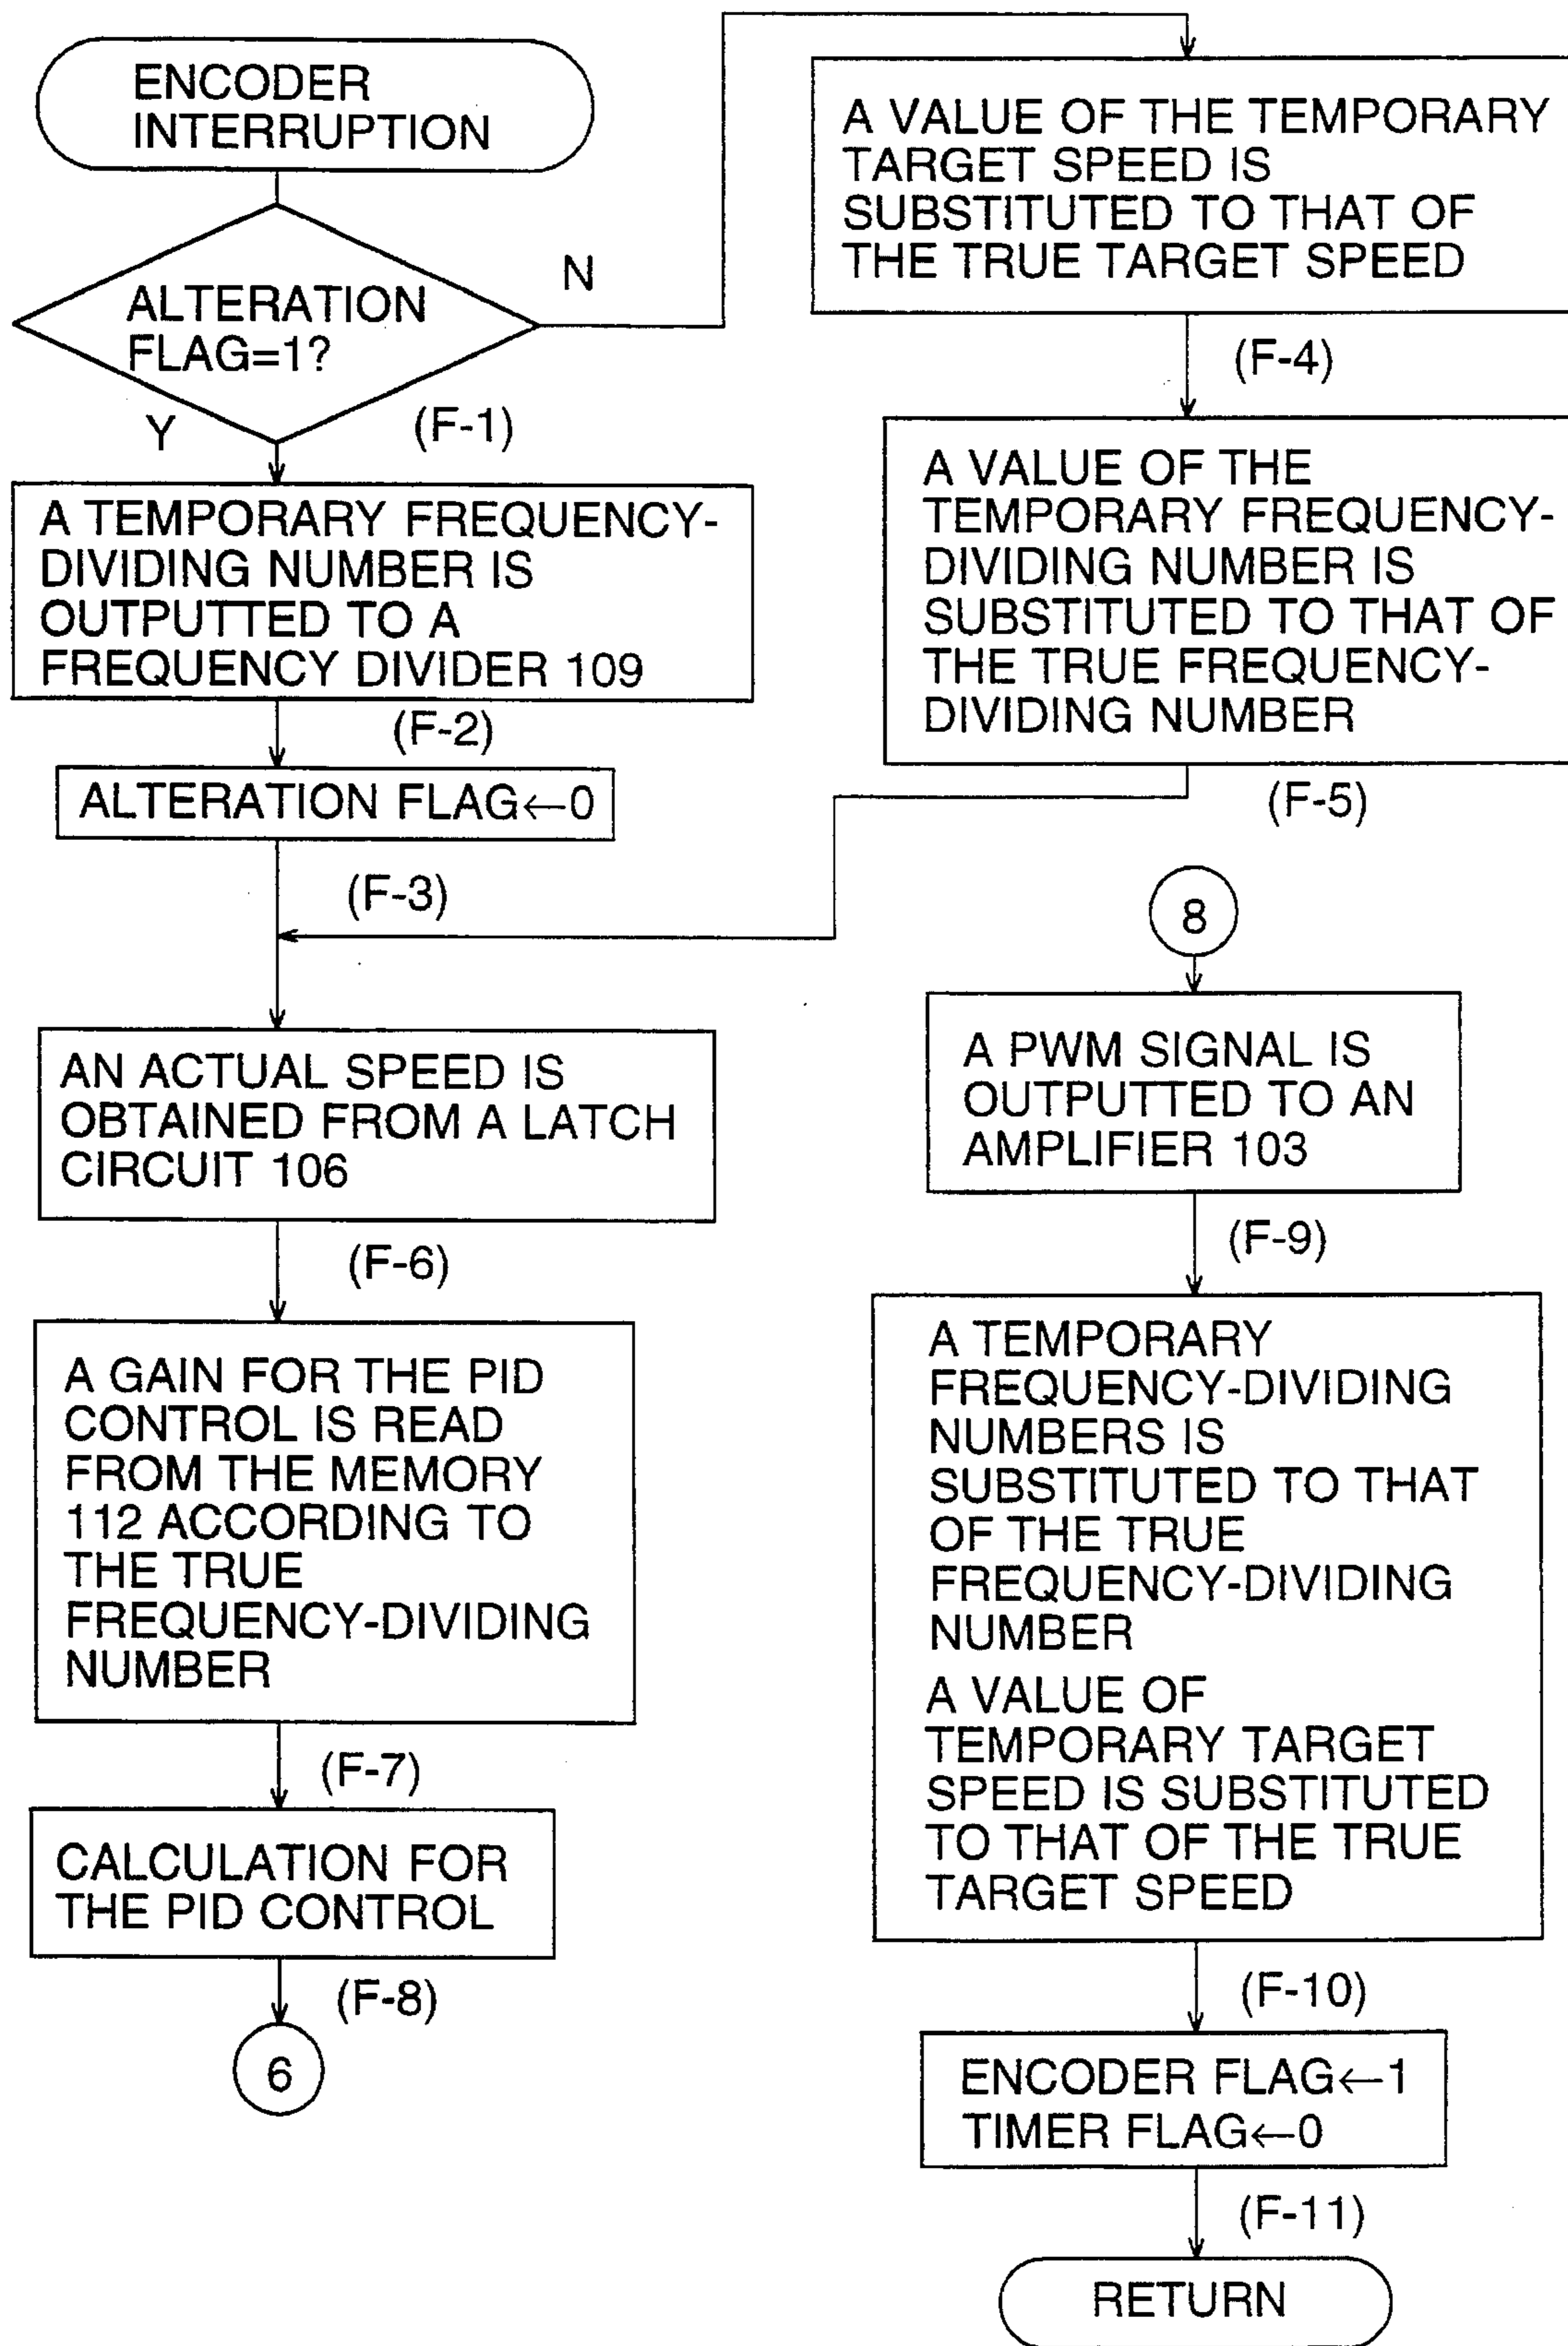 ENCODER
INTERRUPTION
ALTERATION
FLAG=1?
N
Y
(F-1)
A TEMPORARY FREQUENCY-
DIVIDING NUMBER IS
OUTPUTTED TO A
FREQUENCY DIVIDER 109
(F-2)
ALTERATION FLAG←0
(F-3)
A VALUE OF THE TEMPORARY
TARGET SPEED IS
SUBSTITUTED TO THAT OF
THE TRUE TARGET SPEED
(F-4)
A VALUE OF THE
TEMPORARY FREQUENCY-
DIVIDING NUMBER IS
SUBSTITUTED TO THAT OF
THE TRUE FREQUENCY-
DIVIDING NUMBER
(F-5)
AN ACTUAL SPEED IS
OBTAINED FROM A LATCH
CIRCUIT 106
(F-6)
A GAIN FOR THE PID
CONTROL IS READ
FROM THE MEMORY
112 ACCORDING TO
THE TRUE
FREQUENCY-DIVIDING
NUMBER
(F-7)
CALCULATION FOR
THE PID CONTROL
(F-8)
6
8
A PWM SIGNAL IS
OUTPUTTED TO AN
AMPLIFIER 103
(F-9)
A TEMPORARY
FREQUENCY-DIVIDING
NUMBERS IS
SUBSTITUTED TO THAT
OF THE TRUE
FREQUENCY-DIVIDING
NUMBER
A VALUE OF
TEMPORARY TARGET
SPEED IS SUBSTITUTED
TO THAT OF THE TRUE
TARGET SPEED
(F-10)
ENCODER FLAG←1
TIMER FLAG←0
(F-11)
RETURN